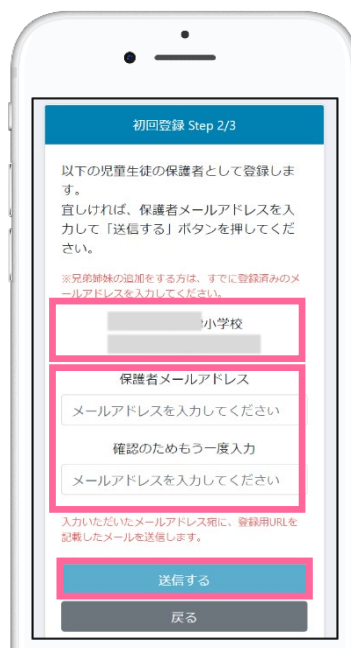 初回登録 Step 2/3
以下の児童生徒の保護者として登録しま
す。
宜しければ、保護者メールアドレスを入
力して「送信する」ボタンを押してくだ
さい。
※兄弟姉妹の追加をする方は、すでに登録済みのメ
ールアドレスを入力してください。
小学校
保護者メールアドレス
メールアドレスを入力してください
確認のためもう一度入力
メールアドレスを入力してください
入力いただいたメールアドレス宛に、登録用URLを
記載したメールを送信します。
送信する
戻る